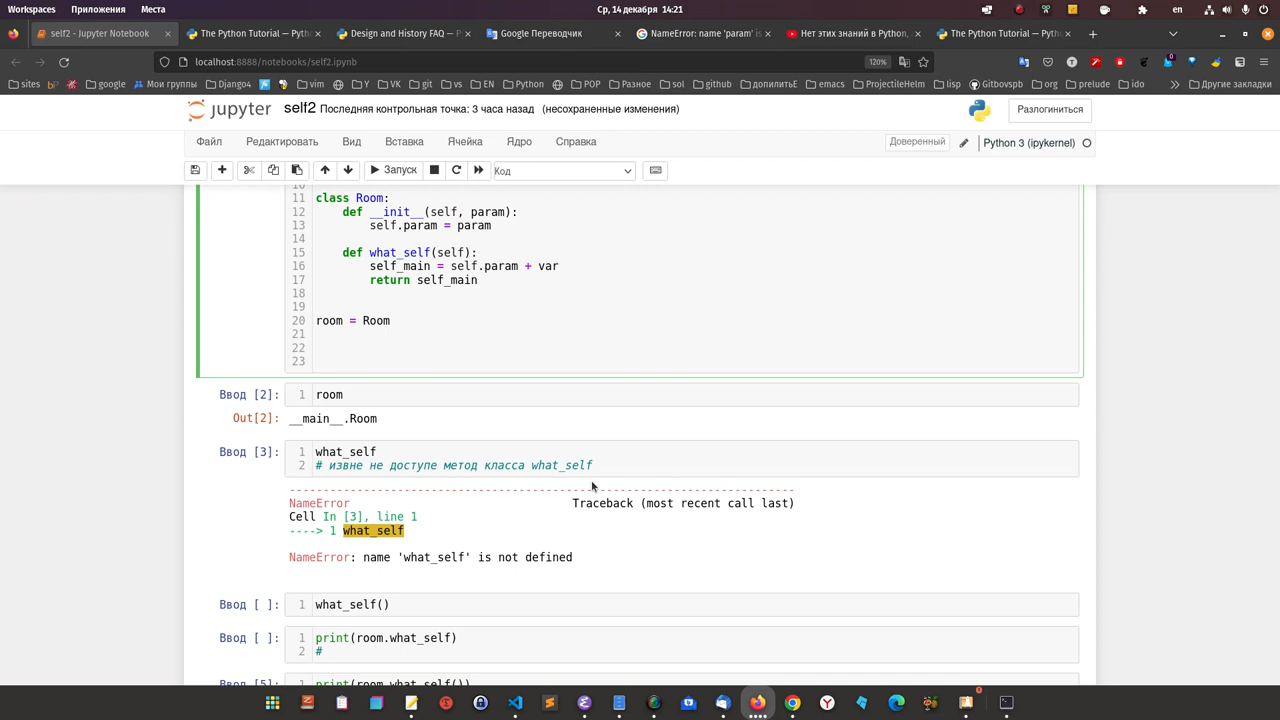 Workspaces Приложения Места Ср, 14 декабря 14:21 en
self2 - Jupyter Notebook The Python Tutorial — Pyth Design and History FAQ — P Google Переводчик NameError: name 'param' is Нет этих знаний в Python, The Python Tutorial — Pyth
localhost:8888/notebooks/self2.ipynb 120%
sites google Мои группы Django4 V Y VK git vs EN Python POP Разное sol github допилитьЕ emacs ProjectileHelm Gitbovspb org prelude lisp ido Другие закладки
jupyter self2 Последняя контрольная точка: 3 часа назад (несохраненные изменения) Разлогиниться
Файл Редактировать Вид Вставка Ячейка Ядро Справка Доверенный Python 3 (ipykernel)
Запуск Код
10
11 class Room:
12 def __init__(self, param):
13 self.param = param
14
15 def what_self(self):
16 self_main = self.param + var
17 return self_main
18
19
20 room = Room
21
22
23
Ввод [2]: 1 room
Out[2]: __main__.Room
Ввод [3]: 1 what_self
2 # извне не доступе метод класса what_self
---------------------------------------------------------------------------
NameError Traceback (most recent call last)
Cell In [3], line 1
----> 1 what_self
NameError: name 'what_self' is not defined
Ввод [ ]: 1 what_self()
Ввод [ ]: 1 print(room.what_self)
2 #
Ввод [5]: 1 print(room.what_self())